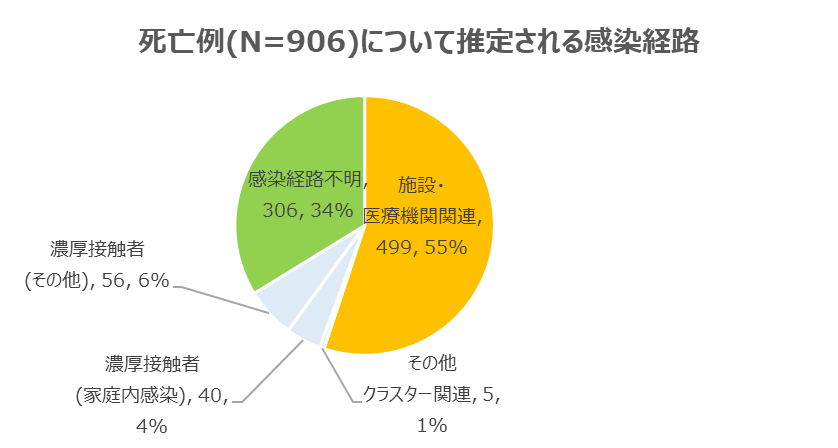 死亡例(N=906)について推定される感染経路
感染経路不明,
306, 34%
施設・
医療機関関連,
499, 55%
濃厚接触者
(その他), 56, 6%
濃厚接触者
(家庭内感染), 40,
4%
その他
クラスター関連, 5,
1%